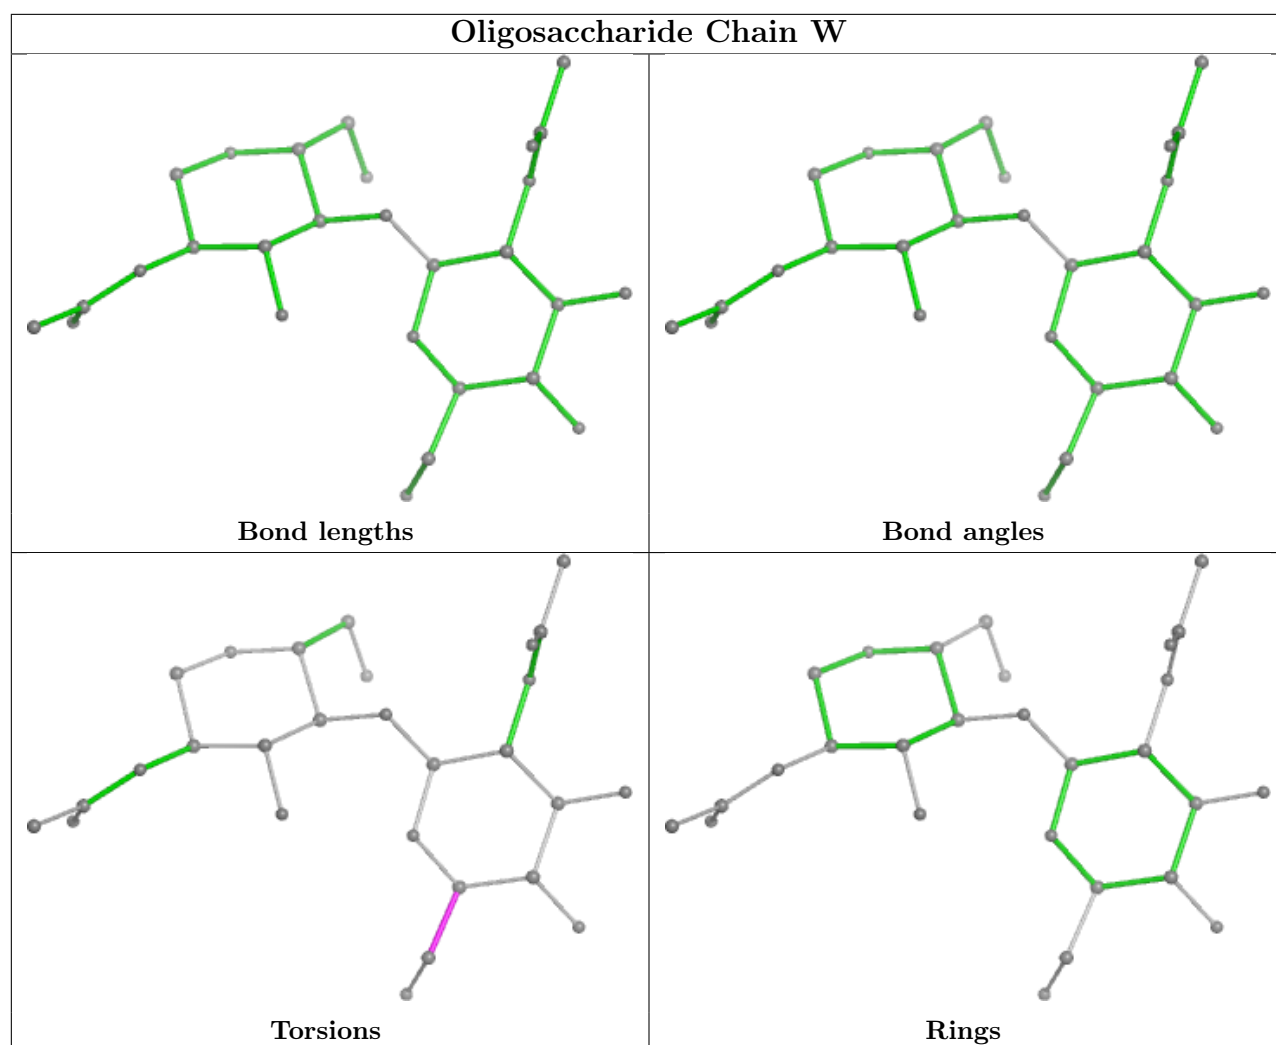 Oligosaccharide Chain W
Bond lengths
Bond angles
Torsions
Rings